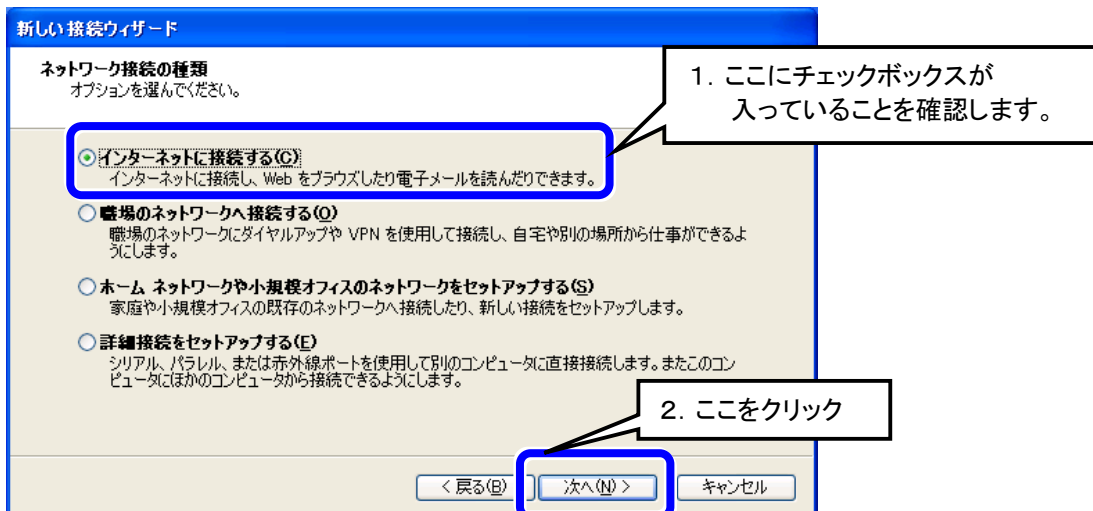 新しい接続ウィザード
ネットワーク接続の種類
オプションを選んでください。
1．ここにチェックボックスが
入っていることを確認します。
インターネットに接続する(C)
インターネットに接続し、Web をブラウズしたり電子メールを読んだりできます。
職場のネットワークへ接続する(O)
職場のネットワークにダイヤルアップや VPN を使用して接続し、自宅や別の場所から仕事ができるよ
うにします。
ホーム ネットワークや小規模オフィスのネットワークをセットアップする(S)
家庭や小規模オフィスの既存のネットワークへ接続したり、新しい接続をセットアップします。
詳細接続をセットアップする(E)
シリアル、パラレル、または赤外線ポートを使用して別のコンピュータに直接接続します。またこのコン
ピュータにほかのコンピュータから接続できるようにします。
2．ここをクリック
< 戻る(B)
次へ(N) >
キャンセル